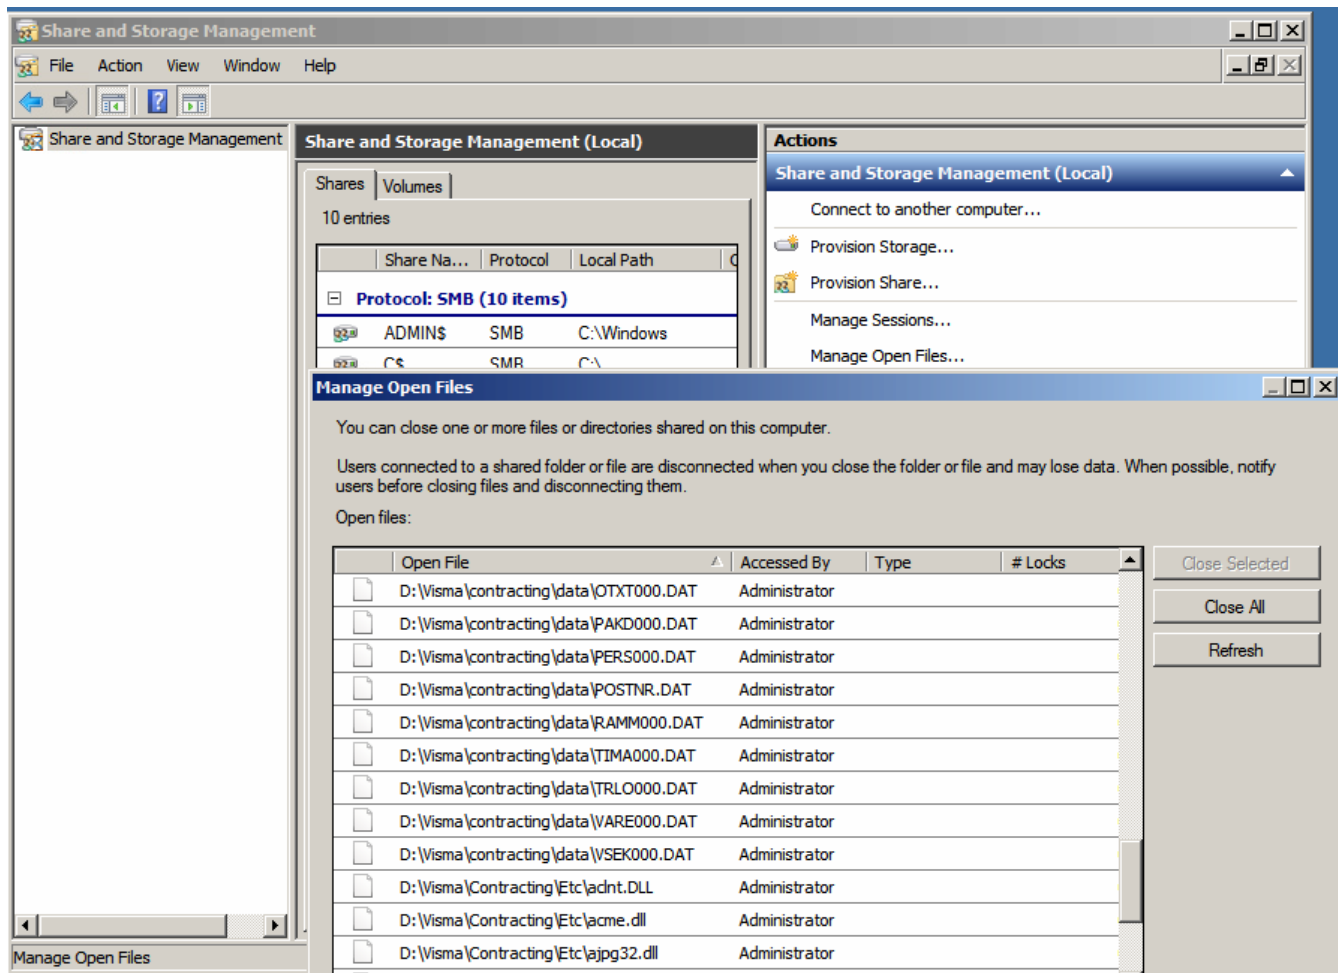 Share and Storage Management
File Action View Window Help
Share and Storage Management
Share and Storage Management (Local)
Shares Volumes
10 entries
Share Na... Protocol Local Path
Protocol: SMB (10 items)
ADMIN$ SMB C:\Windows
C$ SMB C:\
Actions
Share and Storage Management (Local)
Connect to another computer...
Provision Storage...
Provision Share...
Manage Sessions...
Manage Open Files...
Manage Open Files
You can close one or more files or directories shared on this computer.
Users connected to a shared folder or file are disconnected when you close the folder or file and may lose data. When possible, notify
users before closing files and disconnecting them.
Open files:
Open File Accessed By Type # Locks
D:\Visma\contracting\data\OTXT000.DAT Administrator
D:\Visma\contracting\data\PAKD000.DAT Administrator
D:\Visma\contracting\data\PERS000.DAT Administrator
D:\Visma\contracting\data\POSTNR.DAT Administrator
D:\Visma\contracting\data\RAMM000.DAT Administrator
D:\Visma\contracting\data\TIMA000.DAT Administrator
D:\Visma\contracting\data\TRLO000.DAT Administrator
D:\Visma\contracting\data\VARE000.DAT Administrator
D:\Visma\contracting\data\VSEK000.DAT Administrator
D:\Visma\Contracting\Etc\adnt.DLL Administrator
D:\Visma\Contracting\Etc\acme.dll Administrator
D:\Visma\Contracting\Etc\ajpg32.dll Administrator
Close Selected
Close All
Refresh
Manage Open Files